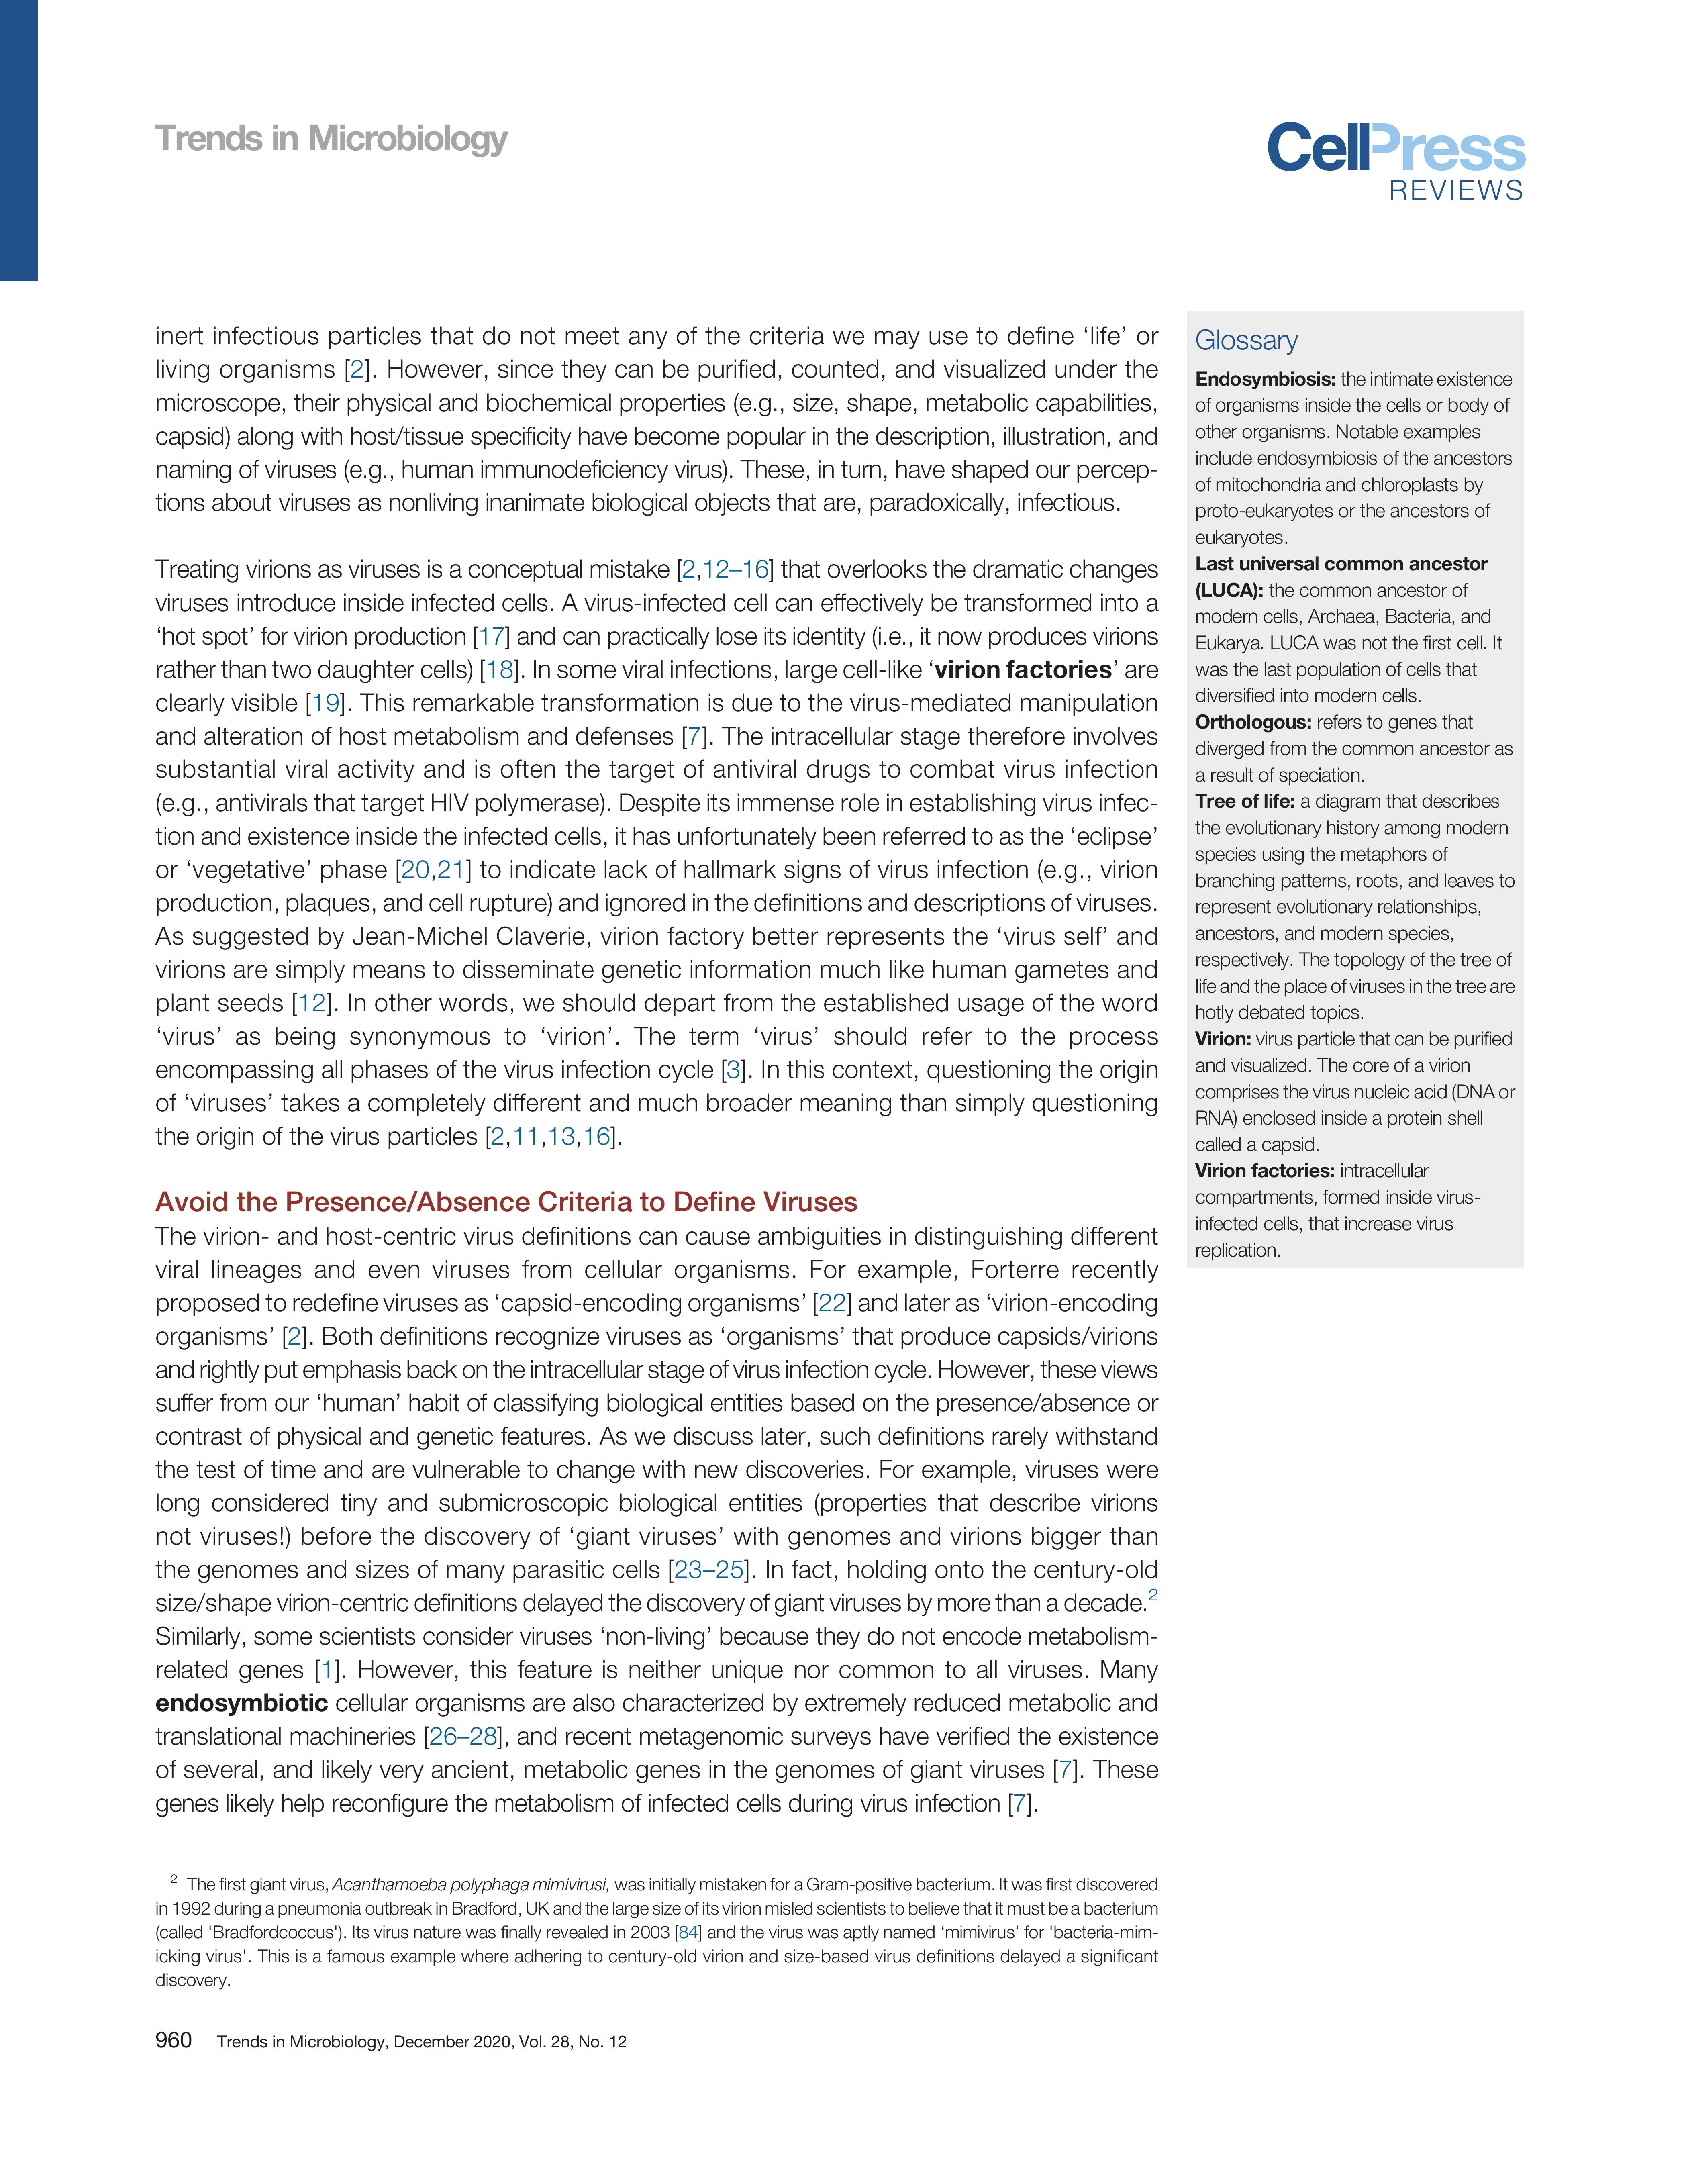 Trends in Microbiology
CellPress
REVIEWS
inert infectious particles that do not meet any of the criteria we may use to define ‘life’ or
living organisms [2]. However, since they can be purified, counted, and visualized under the
microscope, their physical and biochemical properties (e.g., size, shape, metabolic capabilities,
capsid) along with host/tissue specificity have become popular in the description, illustration, and
naming of viruses (e.g., human immunodeficiency virus). These, in turn, have shaped our percep-
tions about viruses as nonliving inanimate biological objects that are, paradoxically, infectious.
Treating virions as viruses is a conceptual mistake [2,12–16] that overlooks the dramatic changes
viruses introduce inside infected cells. A virus-infected cell can effectively be transformed into a
‘hot spot’ for virion production [17] and can practically lose its identity (i.e., it now produces virions
rather than two daughter cells) [18]. In some viral infections, large cell-like ‘virion factories’ are
clearly visible [19]. This remarkable transformation is due to the virus-mediated manipulation
and alteration of host metabolism and defenses [7]. The intracellular stage therefore involves
substantial viral activity and is often the target of antiviral drugs to combat virus infection
(e.g., antivirals that target HIV polymerase). Despite its immense role in establishing virus infec-
tion and existence inside the infected cells, it has unfortunately been referred to as the ‘eclipse’
or ‘vegetative’ phase [20,21] to indicate lack of hallmark signs of virus infection (e.g., virion
production, plaques, and cell rupture) and ignored in the definitions and descriptions of viruses.
As suggested by Jean-Michel Claverie, virion factory better represents the ‘virus self’ and
virions are simply means to disseminate genetic information much like human gametes and
plant seeds [12]. In other words, we should depart from the established usage of the word
‘virus’ as being synonymous to ‘virion’. The term ‘virus’ should refer to the process
encompassing all phases of the virus infection cycle [3]. In this context, questioning the origin
of ‘viruses’ takes a completely different and much broader meaning than simply questioning
the origin of the virus particles [2,11,13,16].
Avoid the Presence/Absence Criteria to Define Viruses
The virion- and host-centric virus definitions can cause ambiguities in distinguishing different
viral lineages and even viruses from cellular organisms. For example, Forterre recently
proposed to redefine viruses as ‘capsid-encoding organisms’ [22] and later as ‘virion-encoding
organisms’ [2]. Both definitions recognize viruses as ‘organisms’ that produce capsids/virions
and rightly put emphasis back on the intracellular stage of virus infection cycle. However, these views
suffer from our ‘human’ habit of classifying biological entities based on the presence/absence or
contrast of physical and genetic features. As we discuss later, such definitions rarely withstand
the test of time and are vulnerable to change with new discoveries. For example, viruses were
long considered tiny and submicroscopic biological entities (properties that describe virions
not viruses!) before the discovery of ‘giant viruses’ with genomes and virions bigger than
the genomes and sizes of many parasitic cells [23–25]. In fact, holding onto the century-old
size/shape virion-centric definitions delayed the discovery of giant viruses by more than a decade.2
Similarly, some scientists consider viruses ‘non-living’ because they do not encode metabolism-
related genes [1]. However, this feature is neither unique nor common to all viruses. Many
endosymbiotic cellular organisms are also characterized by extremely reduced metabolic and
translational machineries [26–28], and recent metagenomic surveys have verified the existence
of several, and likely very ancient, metabolic genes in the genomes of giant viruses [7]. These
genes likely help reconfigure the metabolism of infected cells during virus infection [7].
Glossary
Endosymbiosis: the intimate existence
of organisms inside the cells or body of
other organisms. Notable examples
include endosymbiosis of the ancestors
of mitochondria and chloroplasts by
proto-eukaryotes or the ancestors of
eukaryotes.
Last universal common ancestor
(LUCA): the common ancestor of
modern cells, Archaea, Bacteria, and
Eukarya. LUCA was not the first cell. It
was the last population of cells that
diversified into modern cells.
Orthologous: refers to genes that
diverged from the common ancestor as
a result of speciation.
Tree of life: a diagram that describes
the evolutionary history among modern
species using the metaphors of
branching patterns, roots, and leaves to
represent evolutionary relationships,
ancestors, and modern species,
respectively. The topology of the tree of
life and the place of viruses in the tree are
hotly debated topics.
Virion: virus particle that can be purified
and visualized. The core of a virion
comprises the virus nucleic acid (DNA or
RNA) enclosed inside a protein shell
called a capsid.
Virion factories: intracellular
compartments, formed inside virus-
infected cells, that increase virus
replication.
2 The first giant virus, Acanthamoeba polyphaga mimivirusi, was initially mistaken for a Gram-positive bacterium. It was first discovered
in 1992 during a pneumonia outbreak in Bradford, UK and the large size of its virion misled scientists to believe that it must be a bacterium
(called 'Bradfordcoccus'). Its virus nature was finally revealed in 2003 [84] and the virus was aptly named ‘mimivirus’ for 'bacteria-mim-
icking virus'. This is a famous example where adhering to century-old virion and size-based virus definitions delayed a significant
discovery.
960 Trends in Microbiology, December 2020, Vol. 28, No. 12